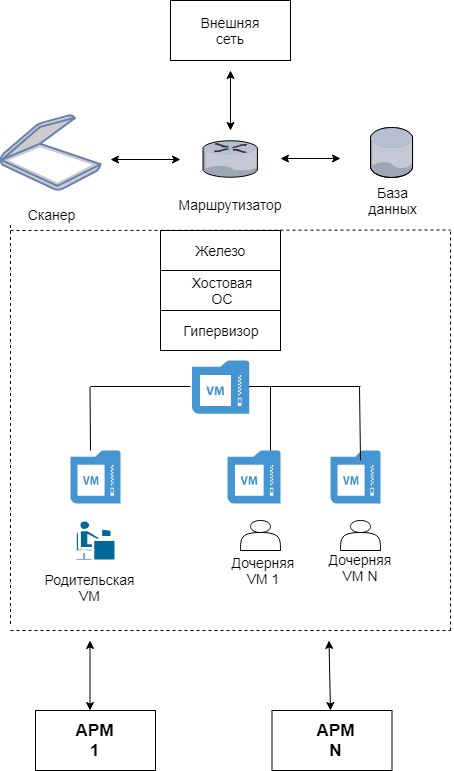 Внешняя
сеть
Сканер
Маршрутизатор
База
данных
Железо
Хостовая
ОС
Гипервизор
VM
VM
VM
VM
Родительская
VM
Дочерняя
VM 1
Дочерняя
VM N
АРМ
1
АРМ
N